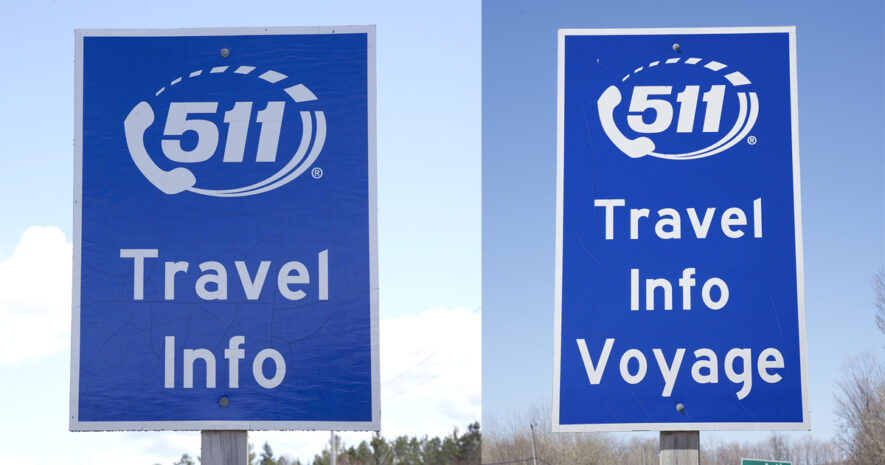 511
®
Travel
Info
511
®
Travel
Info
Voyage